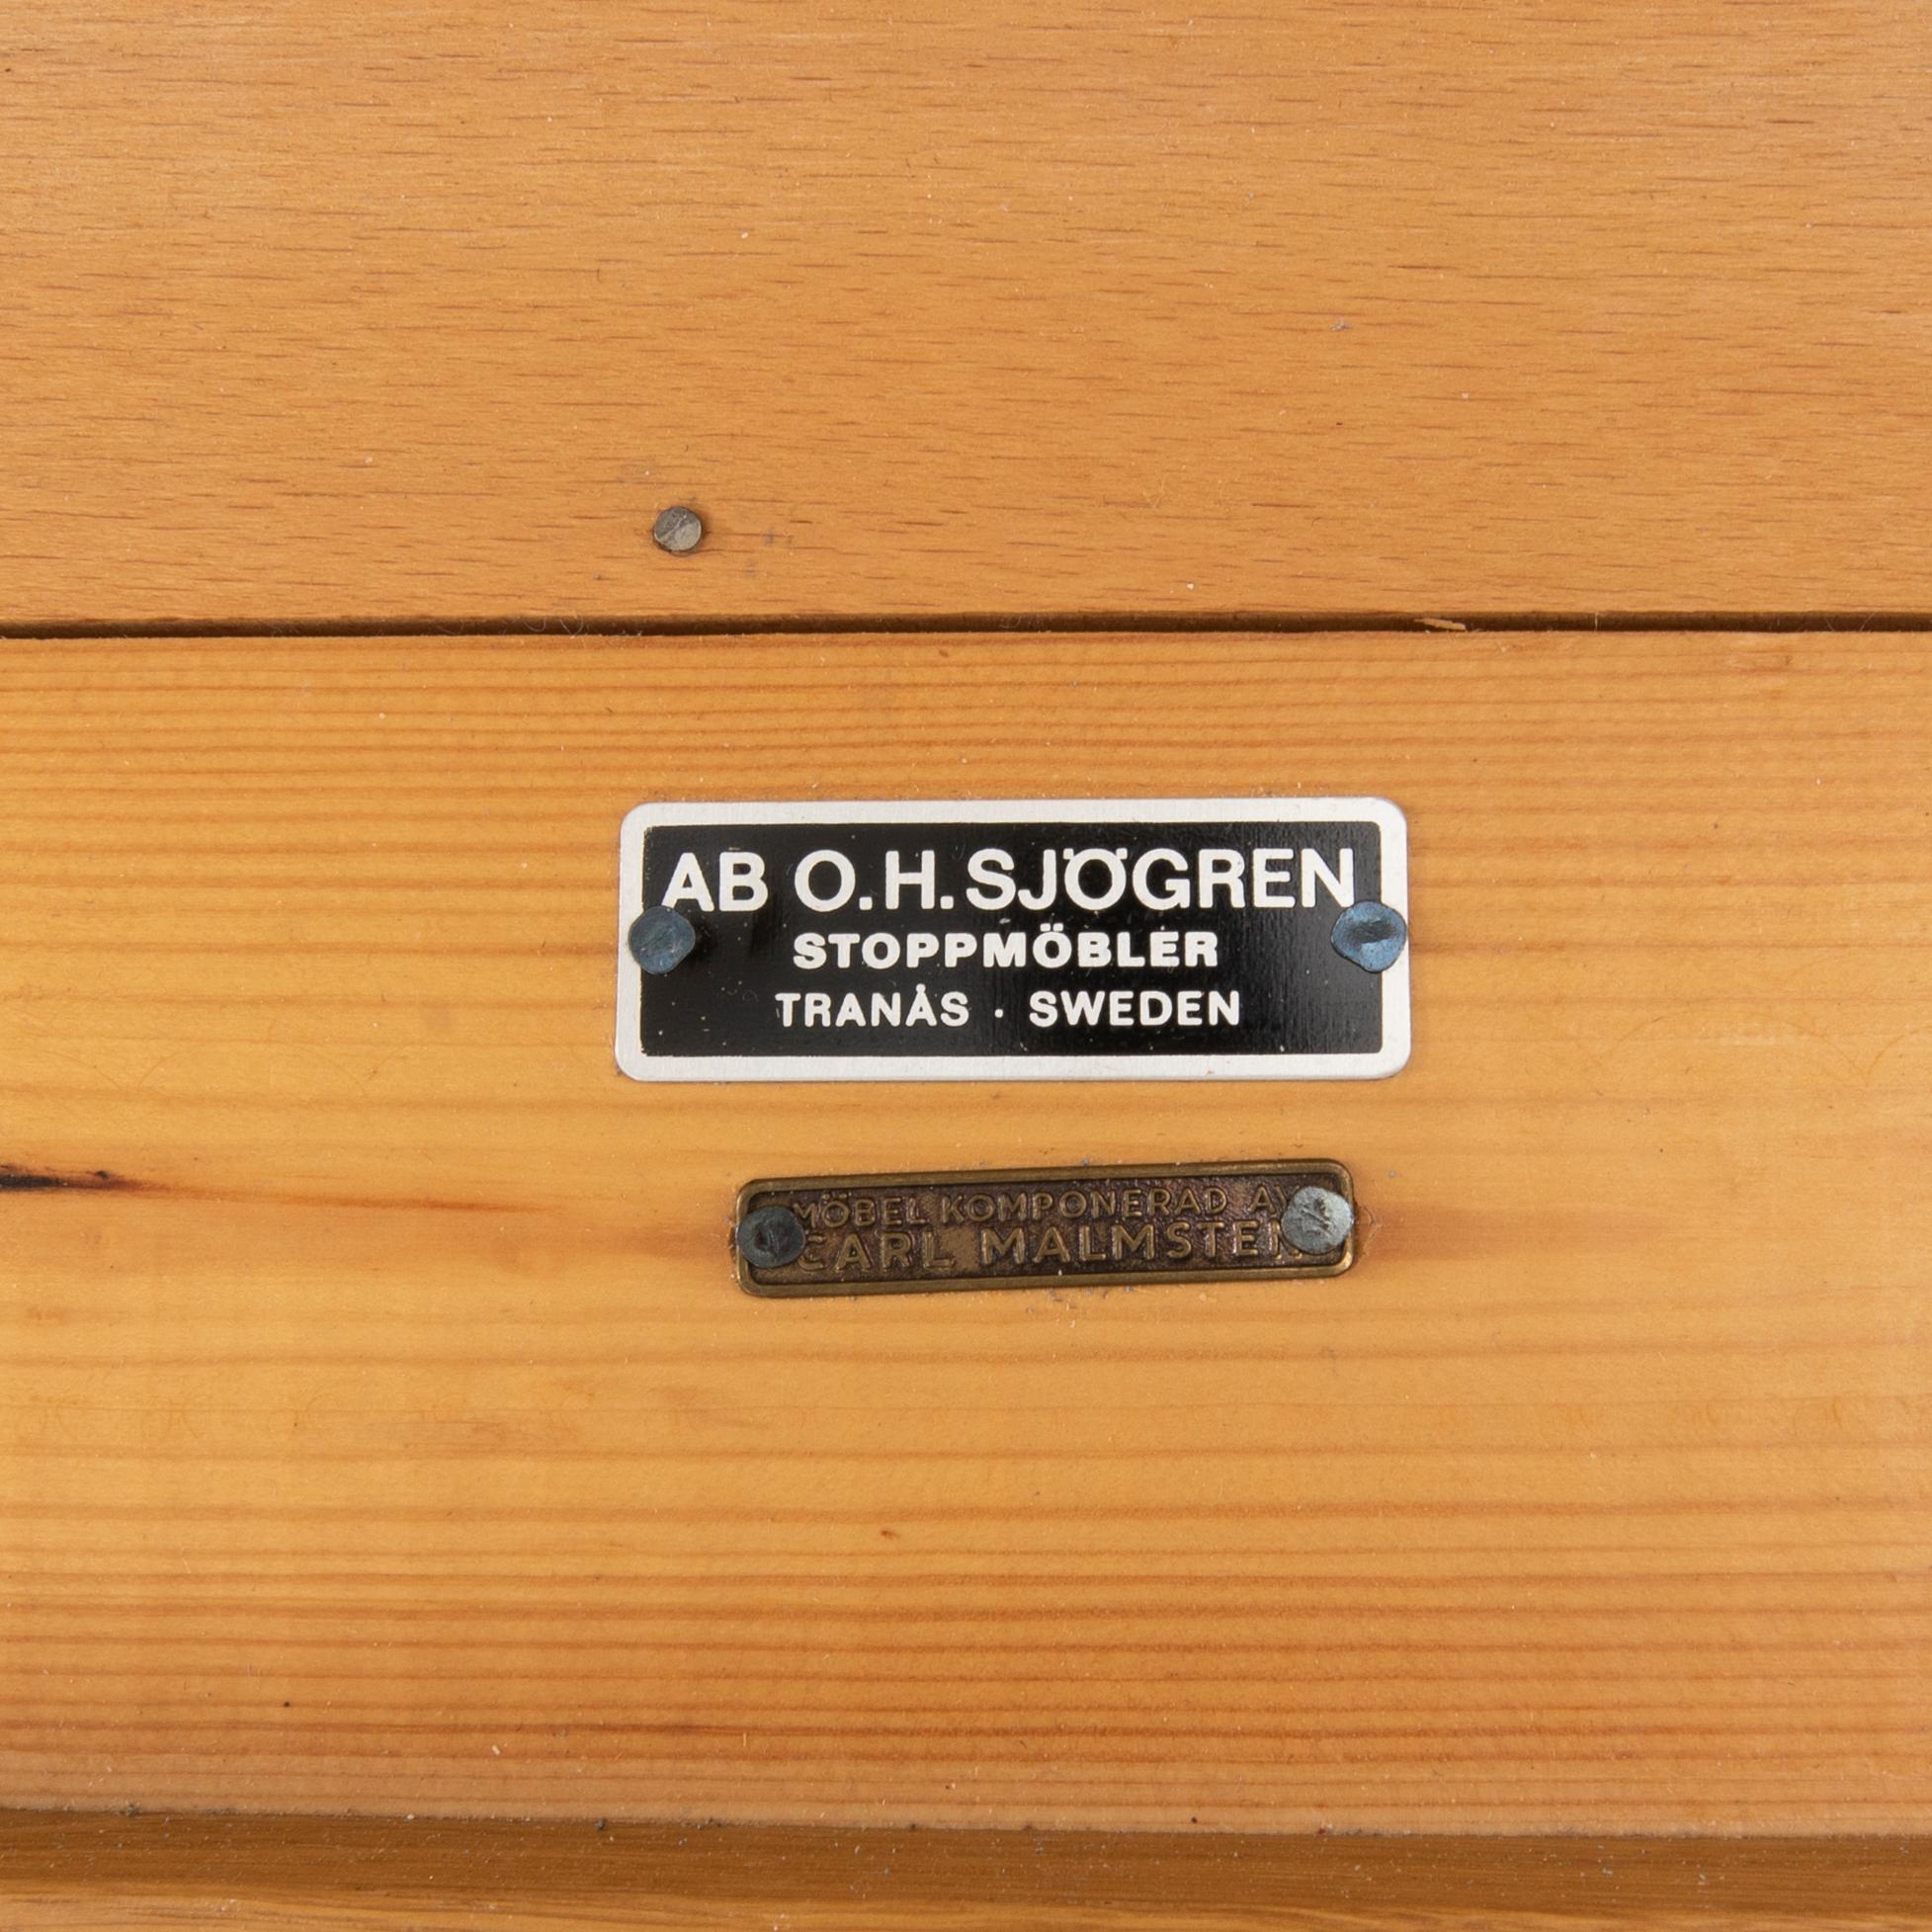 AB O.H. SJÖGREN
STOPPMÖBLER
TRANÅS · SWEDEN
MÖBEL KOMPONERAD AV
CARL MALMSTEN